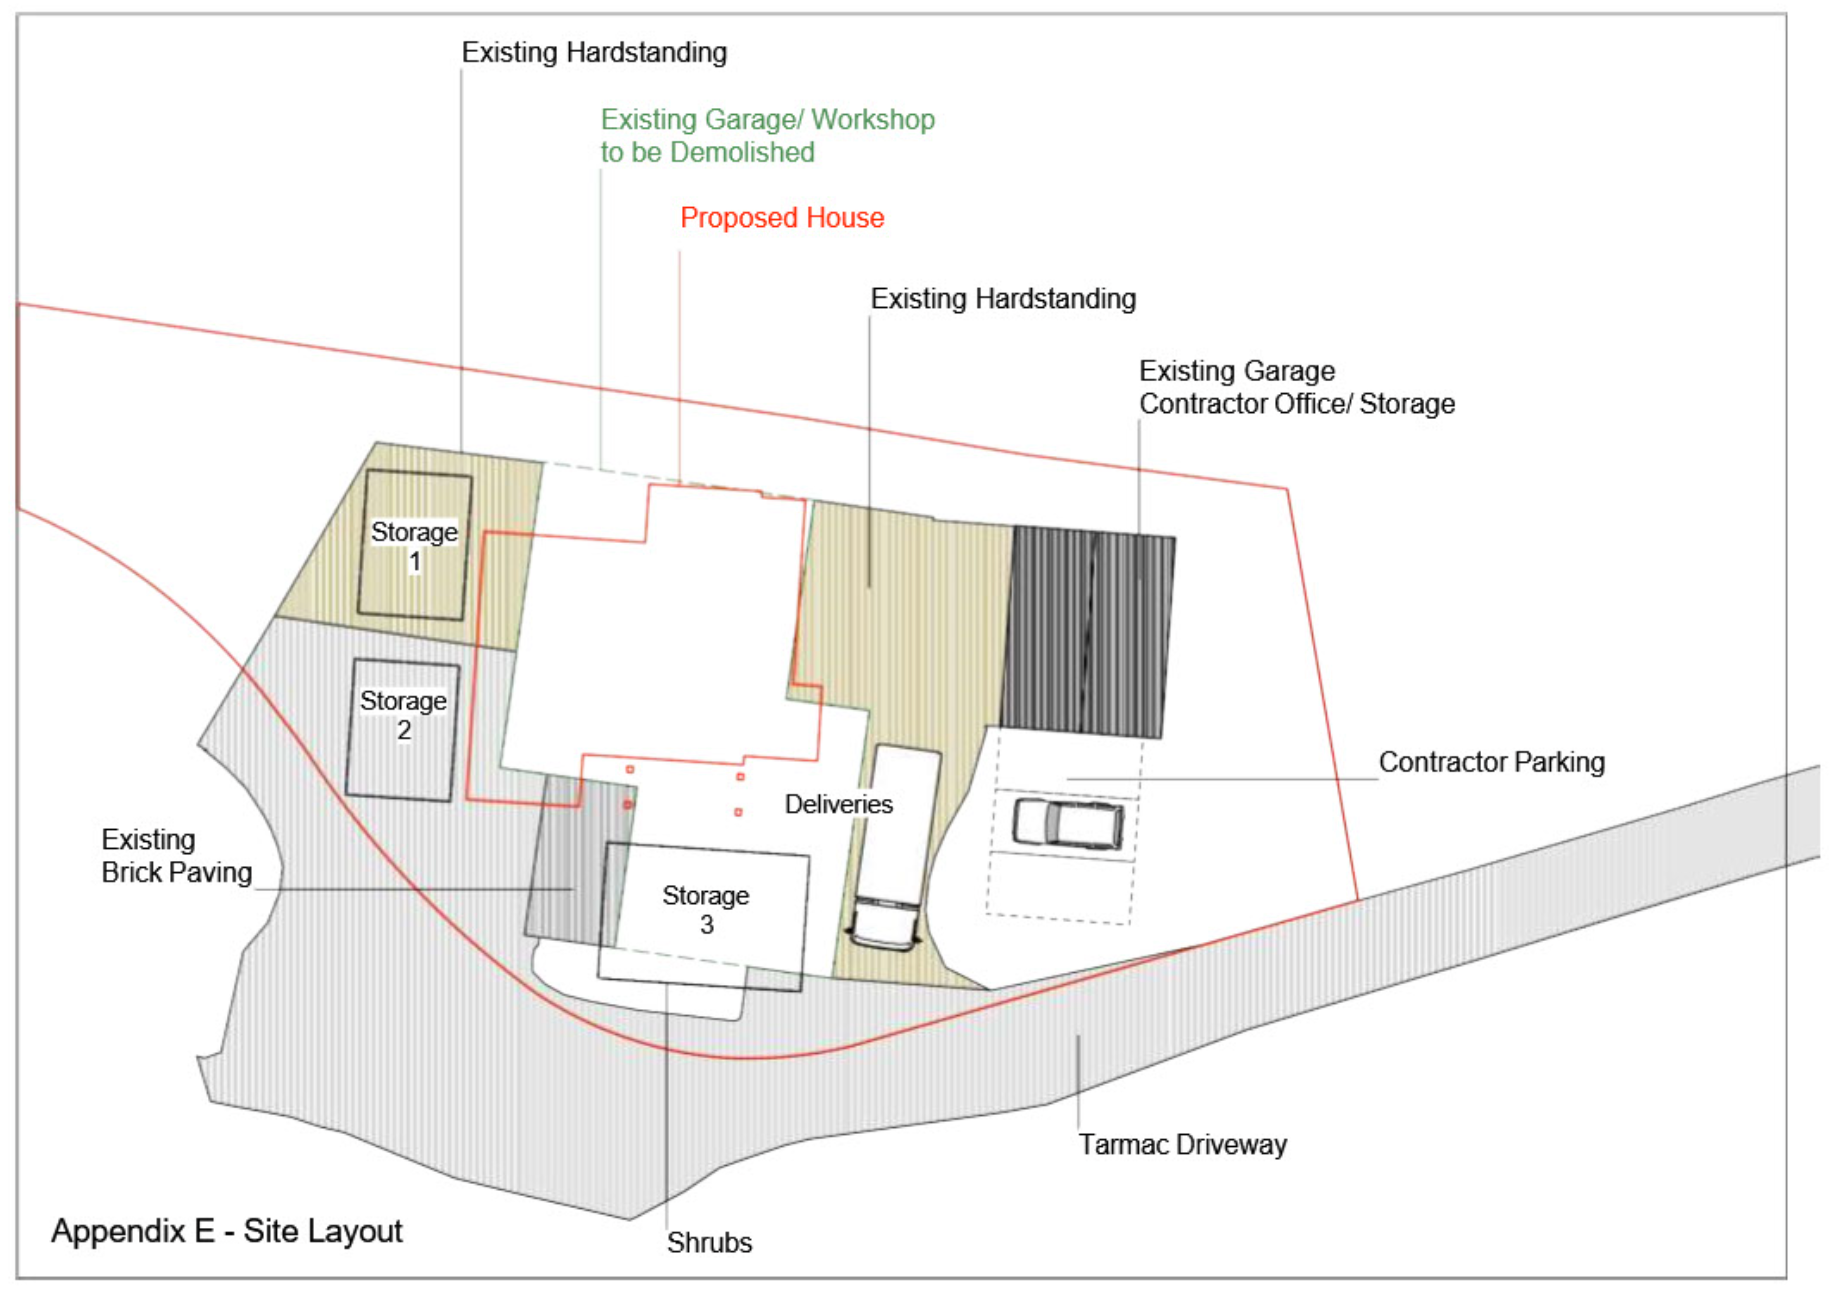 Existing Hardstanding
Existing Garage/ Workshop
to be Demolished
Proposed House
Existing Hardstanding
Existing Garage
Contractor Office/ Storage
Storage
1
Storage
2
Contractor Parking
Deliveries
Existing
Brick Paving
Storage
3
Tarmac Driveway
Appendix E - Site Layout
Shrubs